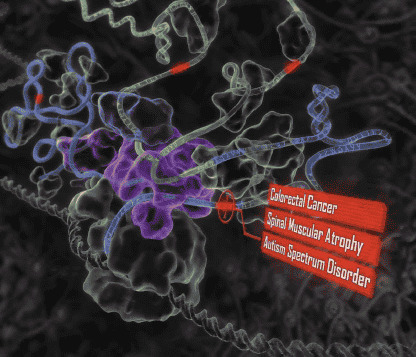 Colorectal Cancer
Spinal Muscular Atrophy
Autism Spectrum Disorder